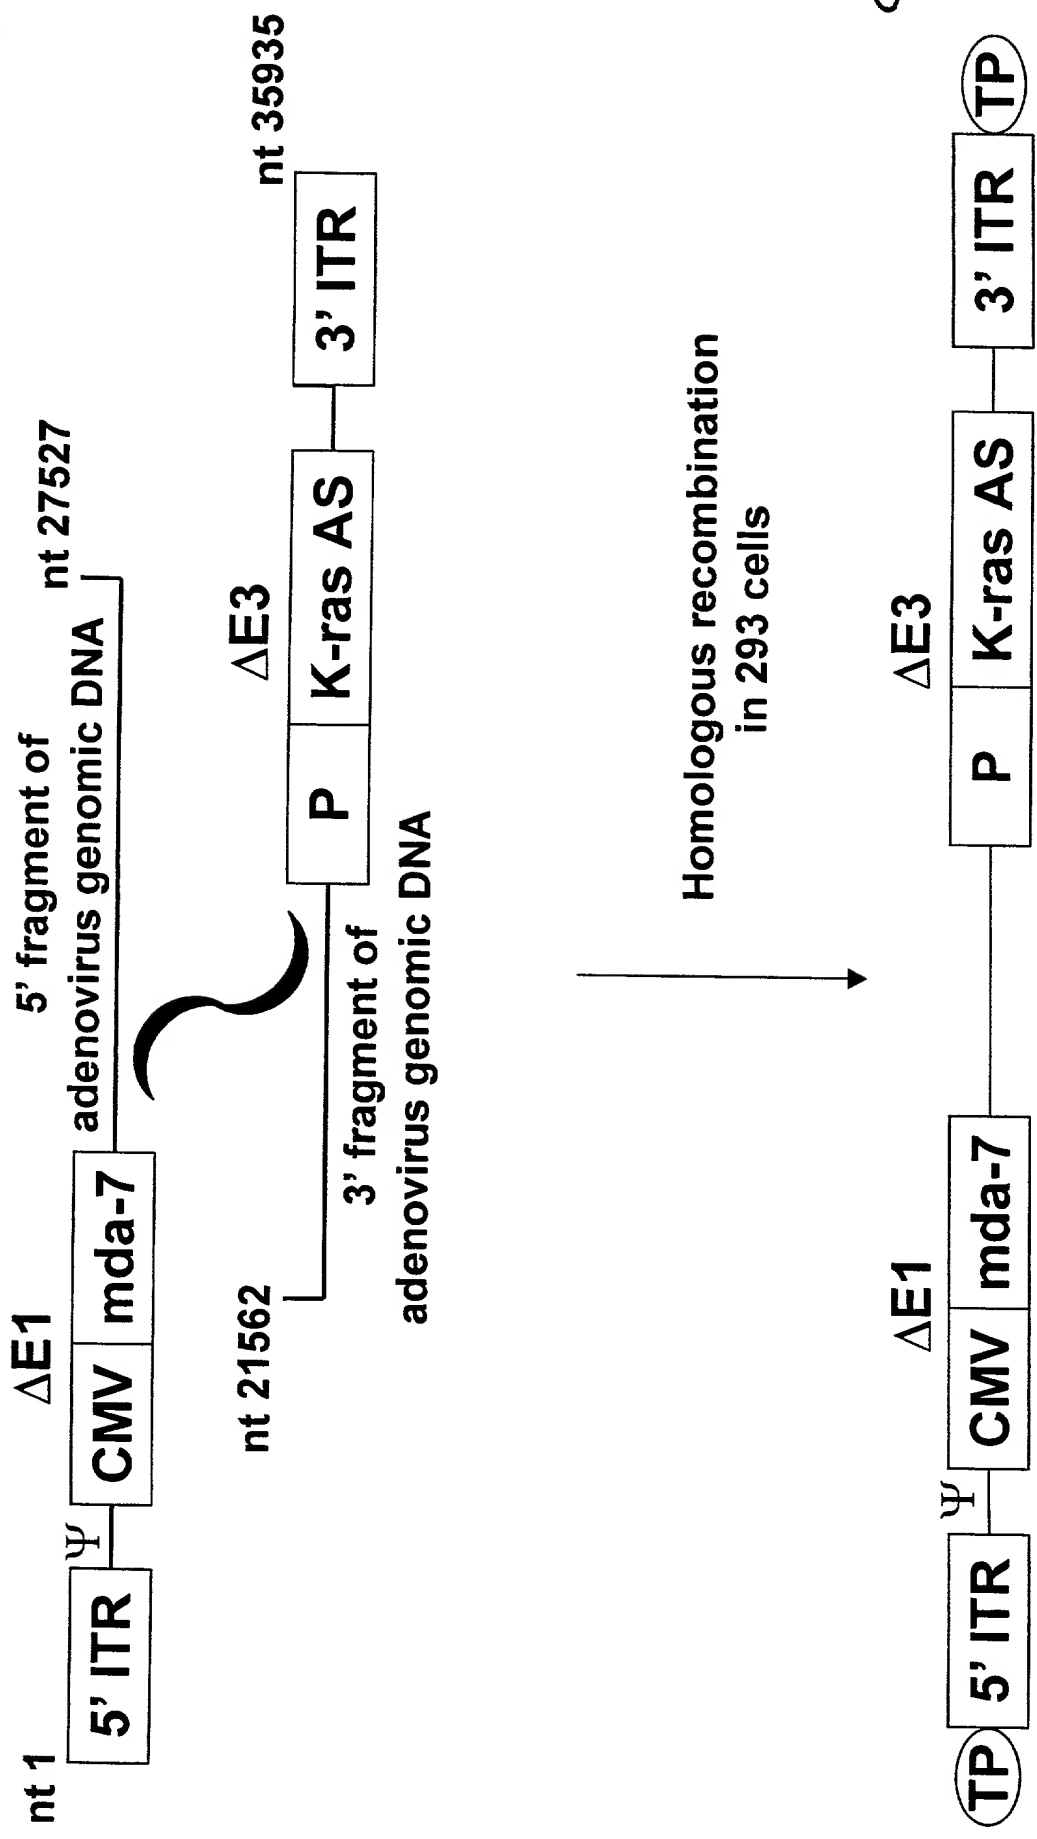 ΔE1
5' fragment of
adenovirus genomic DNA
nt 1
nt 27527
5' ITR
Ψ
CMV
mda-7
nt 21562
ΔE3
nt 35935
P
K-ras AS
3' ITR
3' fragment of
adenovirus genomic DNA
Homologous recombination
in 293 cells
ΔE1
ΔE3
TP
5' ITR
Ψ
CMV
mda-7
P
K-ras AS
3' ITR
TP